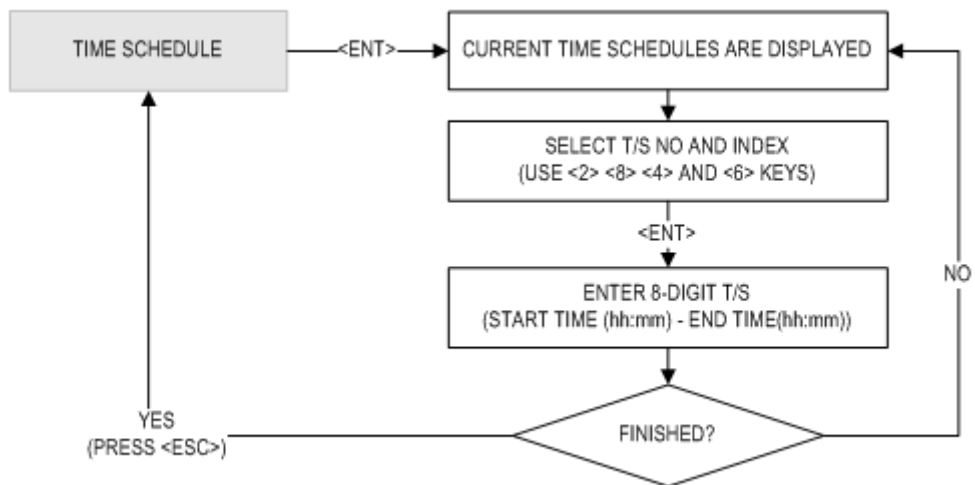 TIME SCHEDULE
<ENT>
CURRENT TIME SCHEDULES ARE DISPLAYED
SELECT T/S NO AND INDEX
(USE <2> <8> <4> AND <6> KEYS)
<ENT>
ENTER 8-DIGIT T/S
(START TIME (hh:mm) - END TIME(hh:mm))
FINISHED?
NO
YES
(PRESS <ESC>)